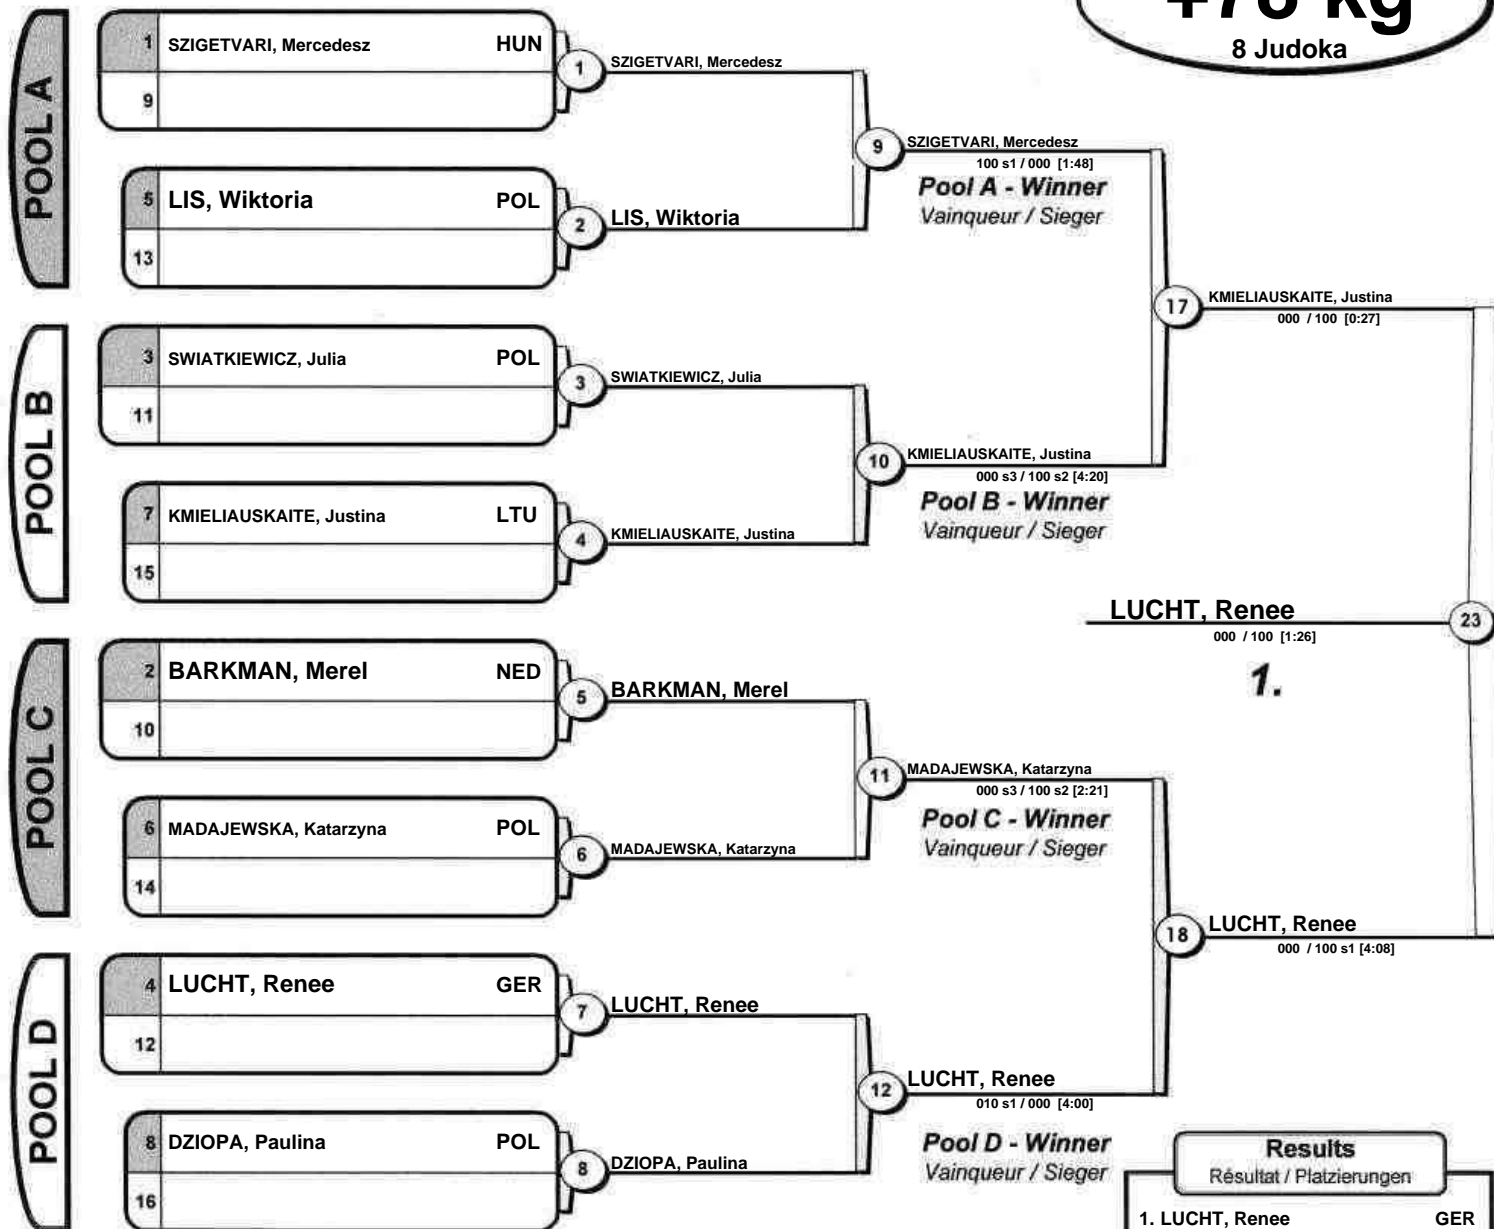 +78 kg
8 Judoka
POOL A
1 SZIGETVARI, Mercedesz HUN
9
1 SZIGETVARI, Mercedesz
5 LIS, Wiktoria POL
13
2 LIS, Wiktoria
9 SZIGETVARI, Mercedesz
100 s1 / 000 [1:48]
Pool A - Winner
Vainqueur / Sieger
POOL B
3 SWIATKIEWICZ, Julia POL
11
3 SWIATKIEWICZ, Julia
7 KMIELIAUSKAITE, Justina LTU
15
4 KMIELIAUSKAITE, Justina
10 KMIELIAUSKAITE, Justina
000 s3 / 100 s2 [4:20]
Pool B - Winner
Vainqueur / Sieger
17 KMIELIAUSKAITE, Justina
000 / 100 [0:27]
LUCHT, Renee 23
000 / 100 [1:26]
1.
POOL C
2 BARKMAN, Merel NED
10
5 BARKMAN, Merel
6 MADAJEWSKA, Katarzyna POL
14
6 MADAJEWSKA, Katarzyna
11 MADAJEWSKA, Katarzyna
000 s3 / 100 s2 [2:21]
Pool C - Winner
Vainqueur / Sieger
18 LUCHT, Renee
000 / 100 s1 [4:08]
POOL D
4 LUCHT, Renee GER
12
7 LUCHT, Renee
8 DZIOPA, Paulina POL
16
8 DZIOPA, Paulina
12 LUCHT, Renee
010 s1 / 000 [4:00]
Pool D - Winner
Vainqueur / Sieger
Results
Résultat / Platzierungen
1. LUCHT, Renee GER